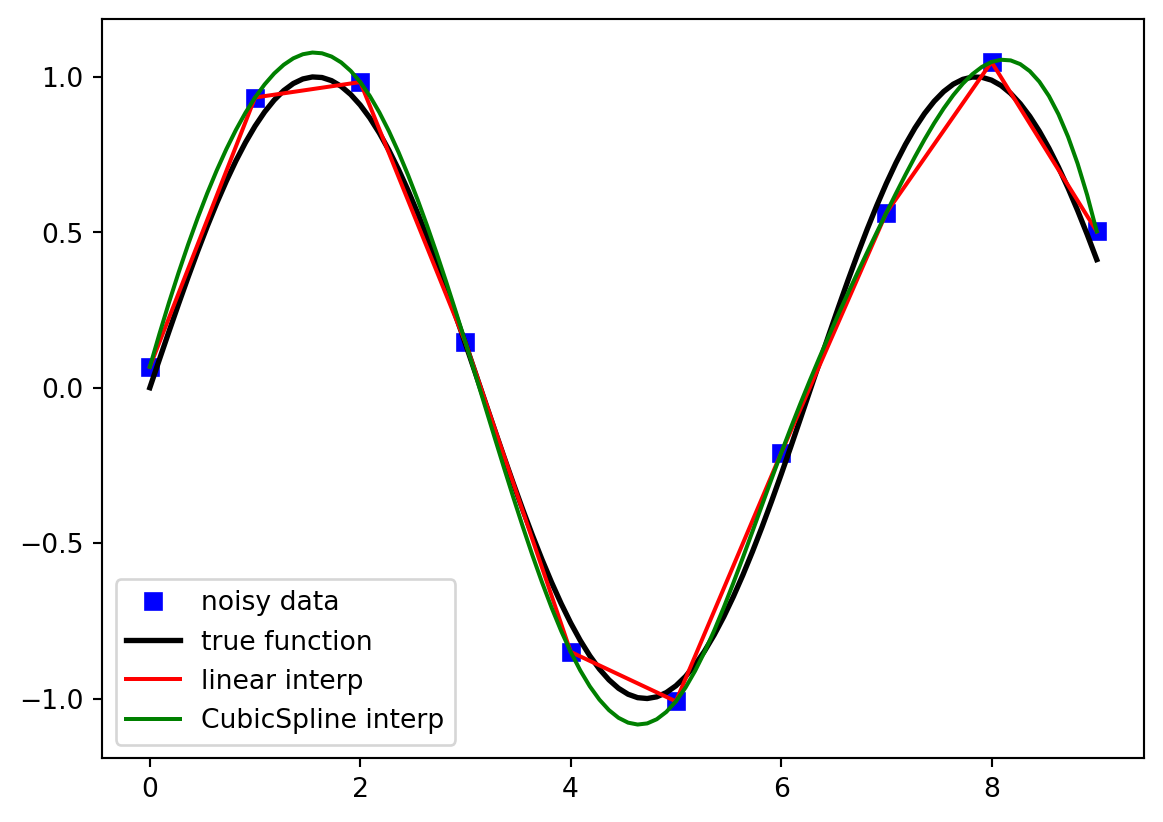 1.0
0.5
0.0
−0.5
−1.0
noisy data
true function
linear interp
CubicSpline interp
0 2 4 6 8